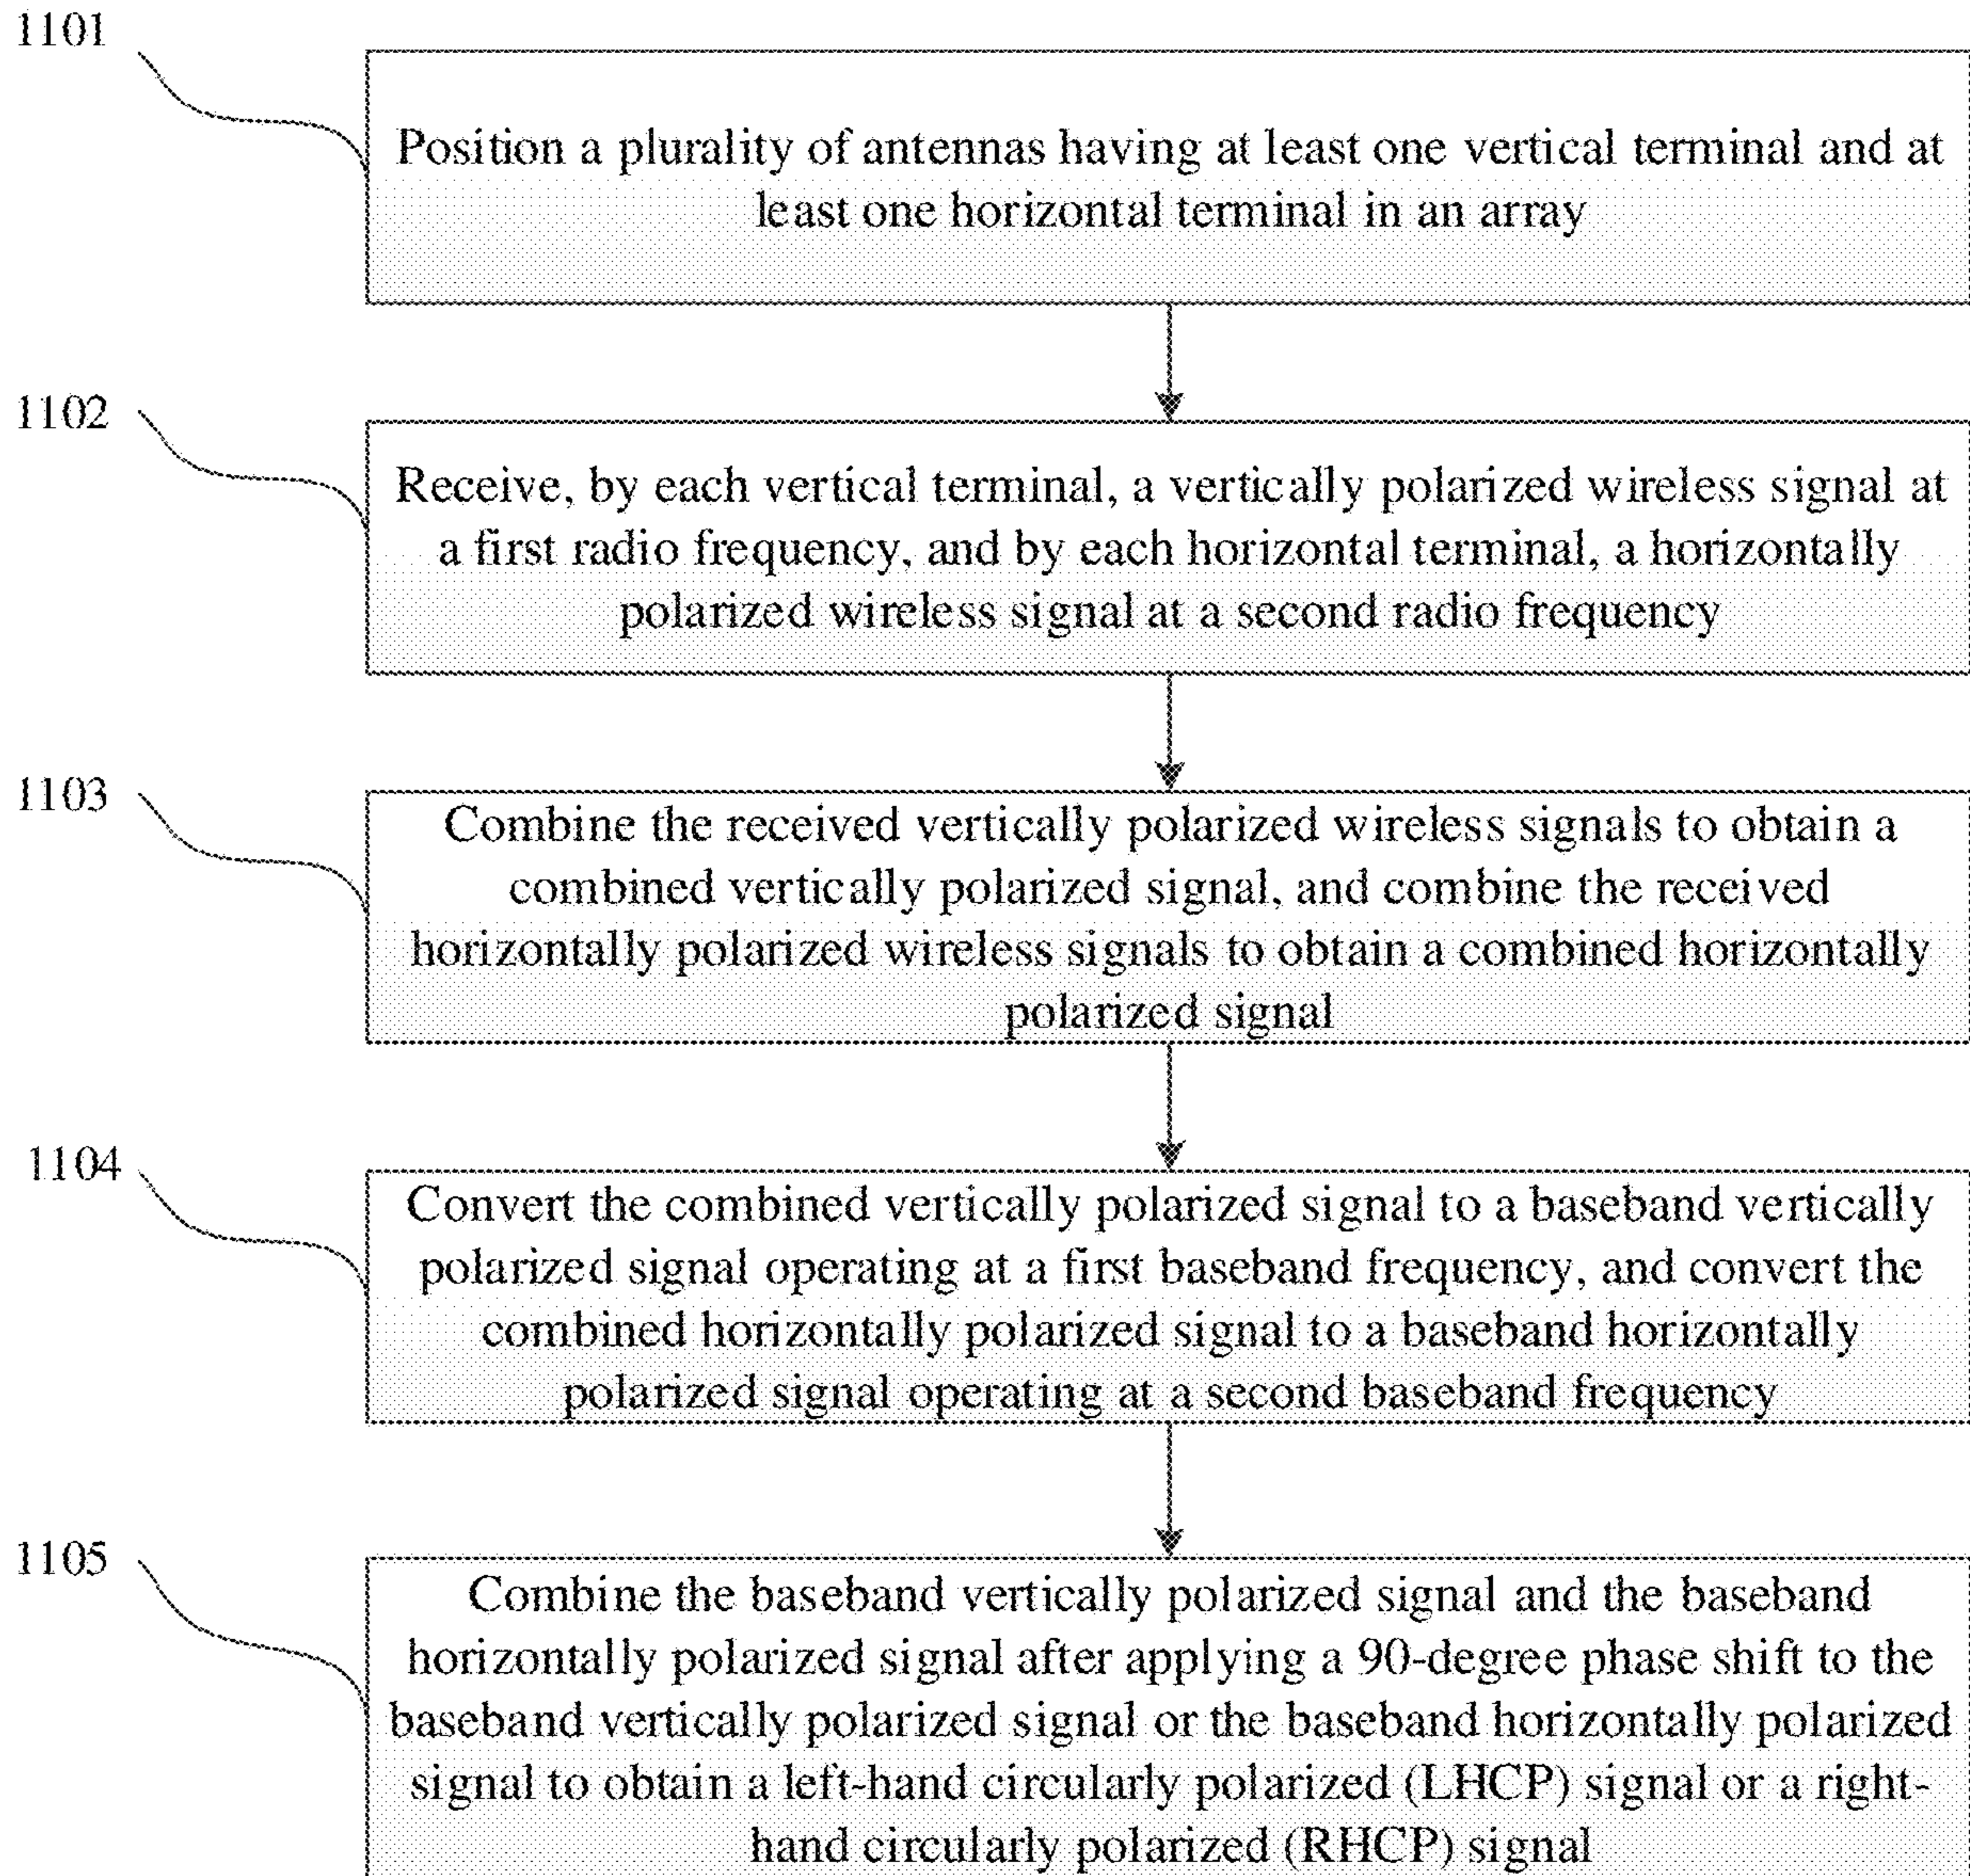 1101
Position a plurality of antennas having at least one vertical terminal and at
least one horizontal terminal in an array
1102
Receive, by each vertical terminal, a vertically polarized wireless signal at
a first radio frequency, and by each horizontal terminal, a horizontally
polarized wireless signal at a second radio frequency
1103
Combine the received vertically polarized wireless signals to obtain a
combined vertically polarized signal, and combine the received
horizontally polarized wireless signals to obtain a combined horizontally
polarized signal
1104
Convert the combined vertically polarized signal to a baseband vertically
polarized signal operating at a first baseband frequency, and convert the
combined horizontally polarized signal to a baseband horizontally
polarized signal operating at a second baseband frequency
1105
Combine the baseband vertically polarized signal and the baseband
horizontally polarized signal after applying a 90-degree phase shift to the
baseband vertically polarized signal or the baseband horizontally polarized
signal to obtain a left-hand circularly polarized (LHCP) signal or a right-
hand circularly polarized (RHCP) signal